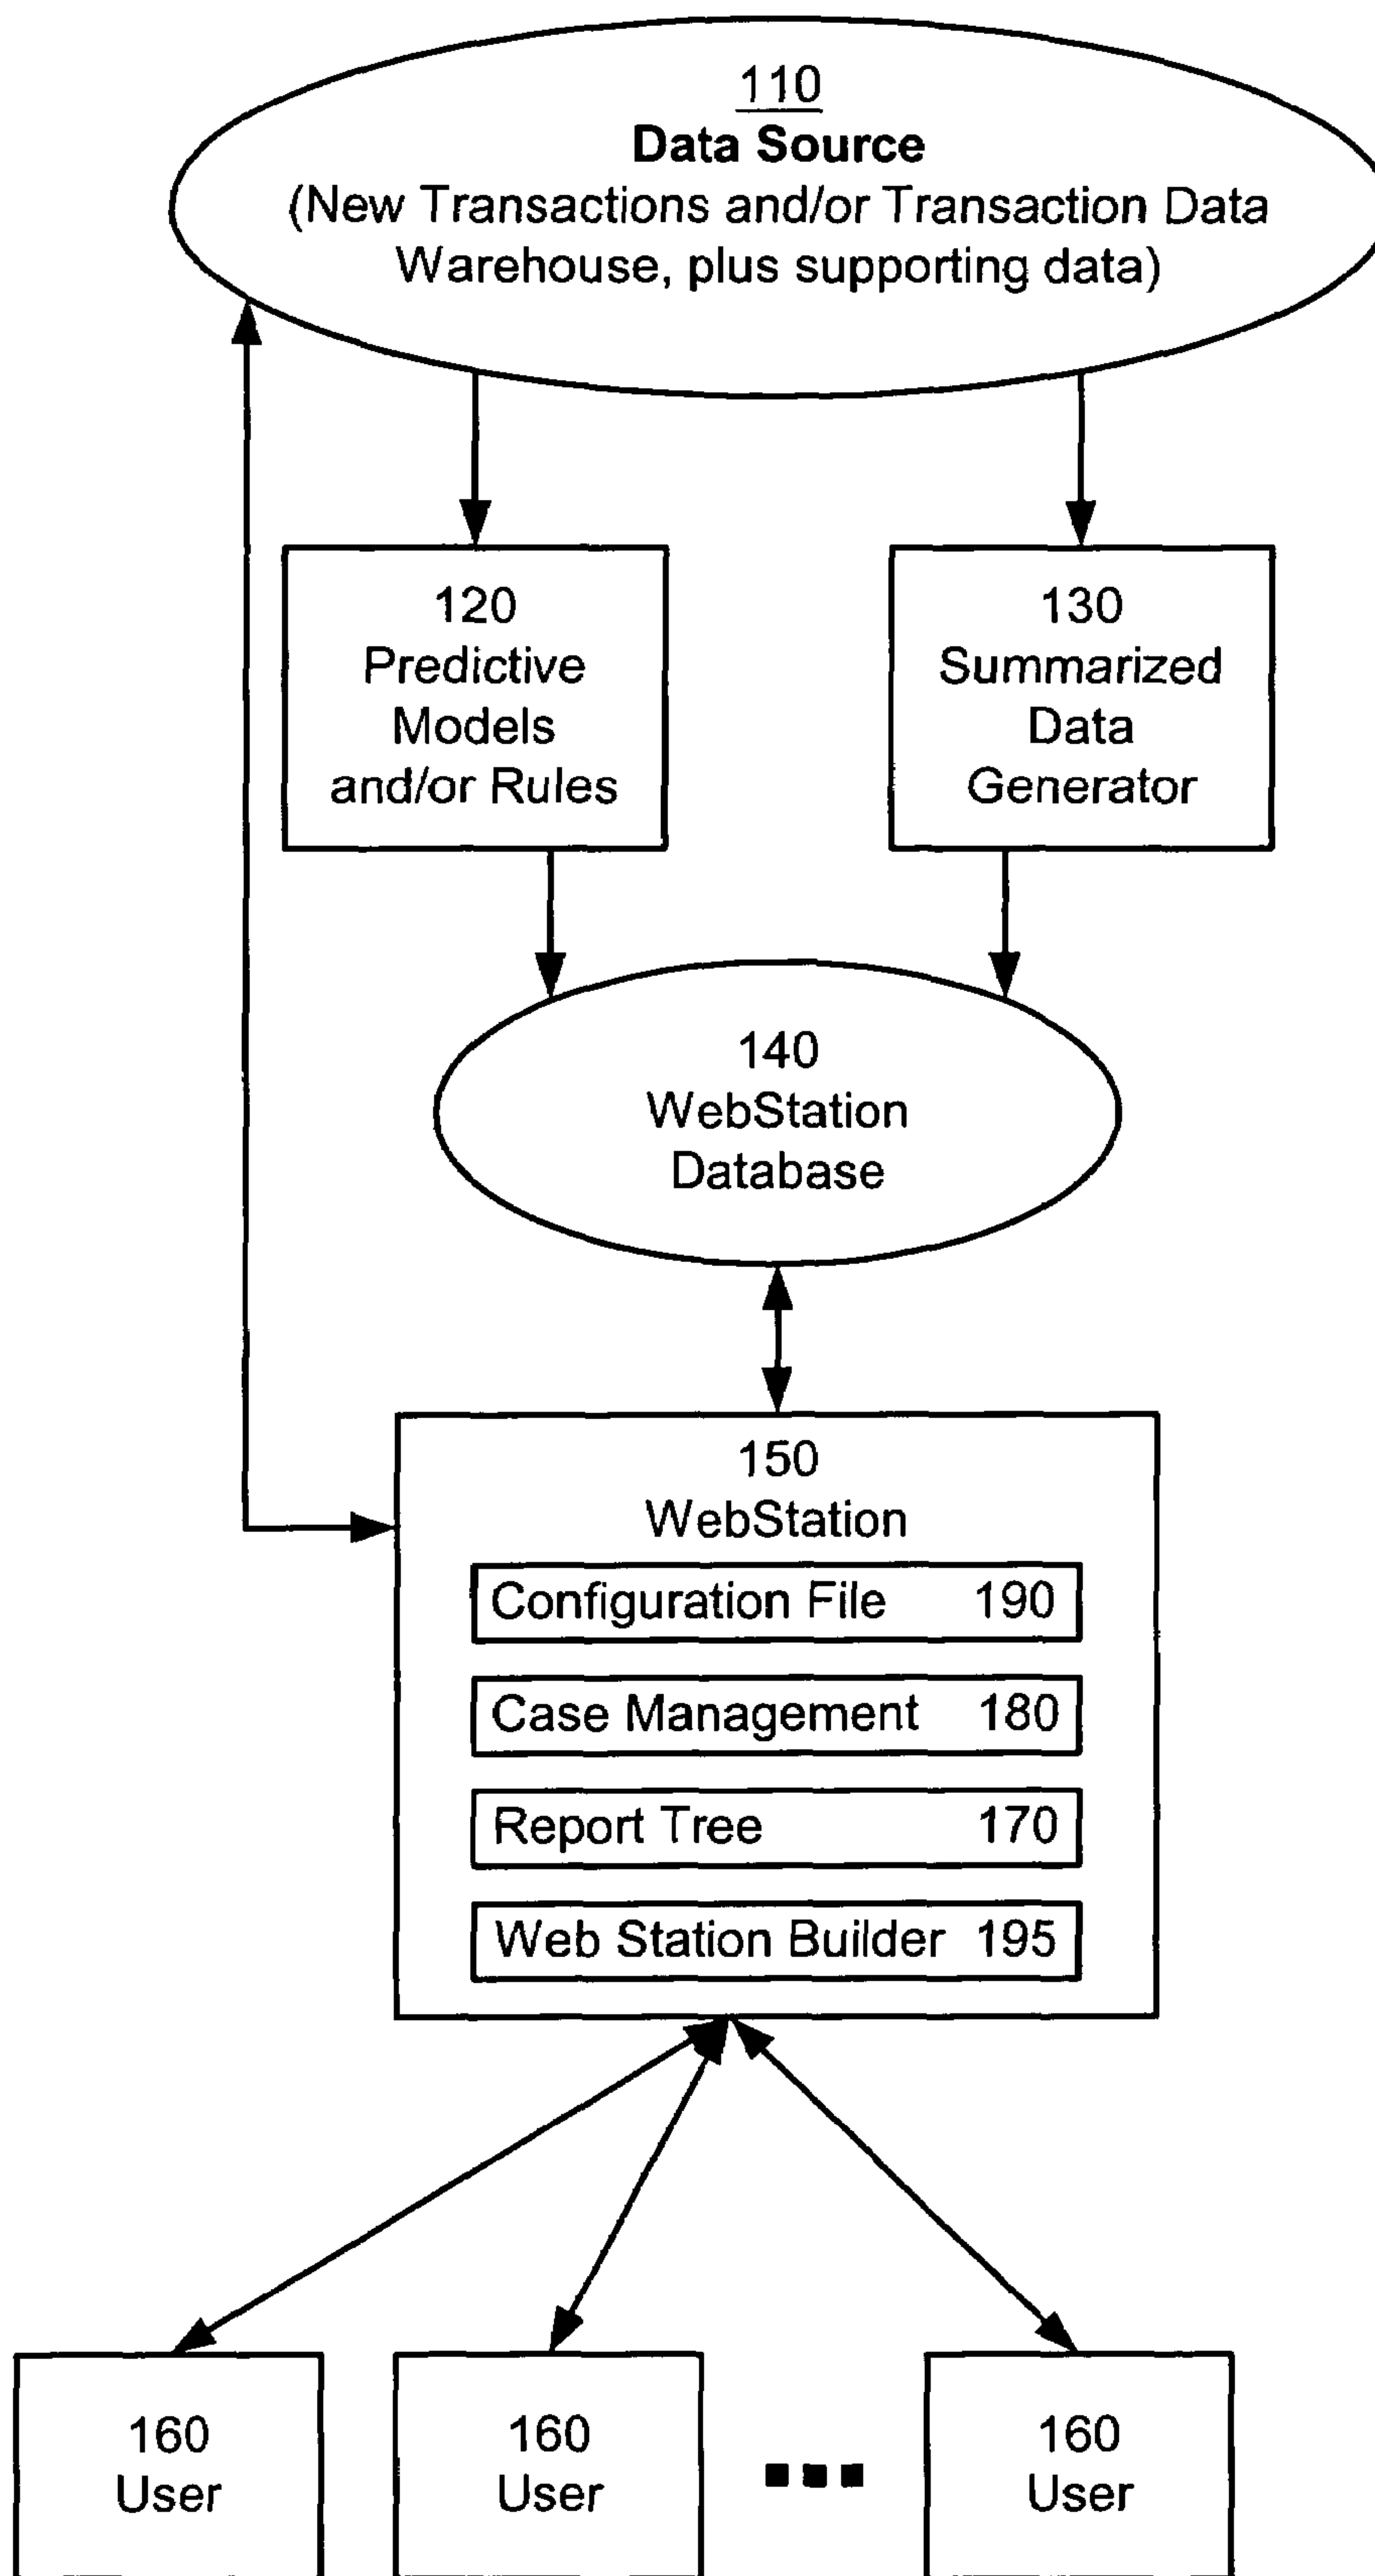 110
Data Source
(New Transactions and/or Transaction Data
Warehouse, plus supporting data)
120
Predictive
Models
and/or Rules
130
Summarized
Data
Generator
140
WebStation
Database
150
WebStation
Configuration File 190
Case Management 180
Report Tree 170
Web Station Builder 195
160
User
160
User
160
User